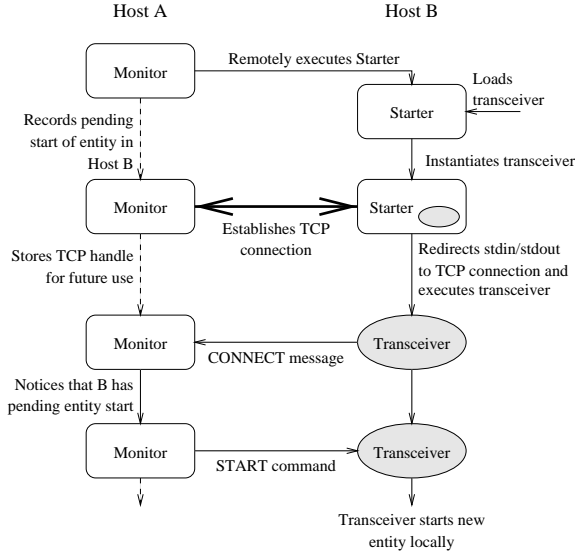 Host A
Host B
Monitor
Remotely executes Starter
Loads
transceiver
Starter
Records pending
start of entity in
Host B
Instantiates transceiver
Monitor
Starter
Establishes TCP
connection
Stores TCP handle
for future use
Redirects stdin/stdout
to TCP connection and
executes transceiver
Monitor
CONNECT message
Transceiver
Notices that B has
pending entity start
Monitor
START command
Transceiver
Transceiver starts new
entity locally